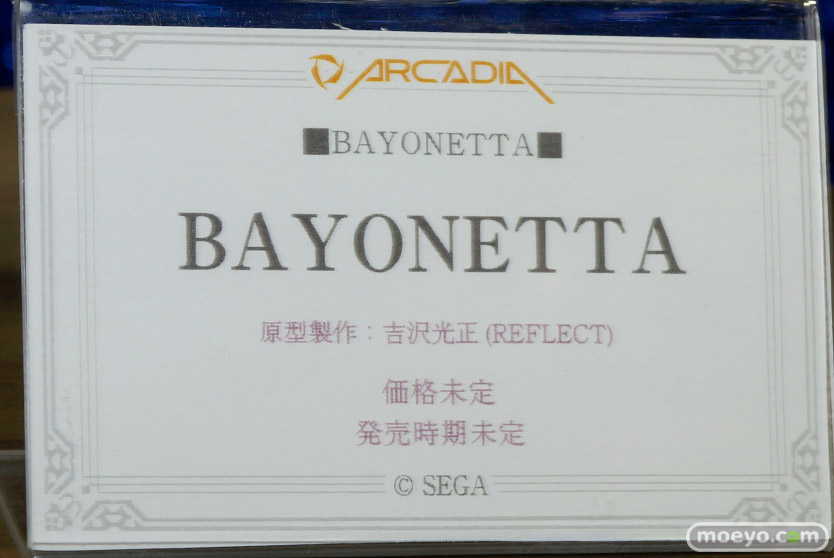 ARCADIA
■BAYONETTA■
BAYONETTA
原型製作：吉沢光正 (REFLECT)
価格未定
発売時期未定
© SEGA
moeyo.com